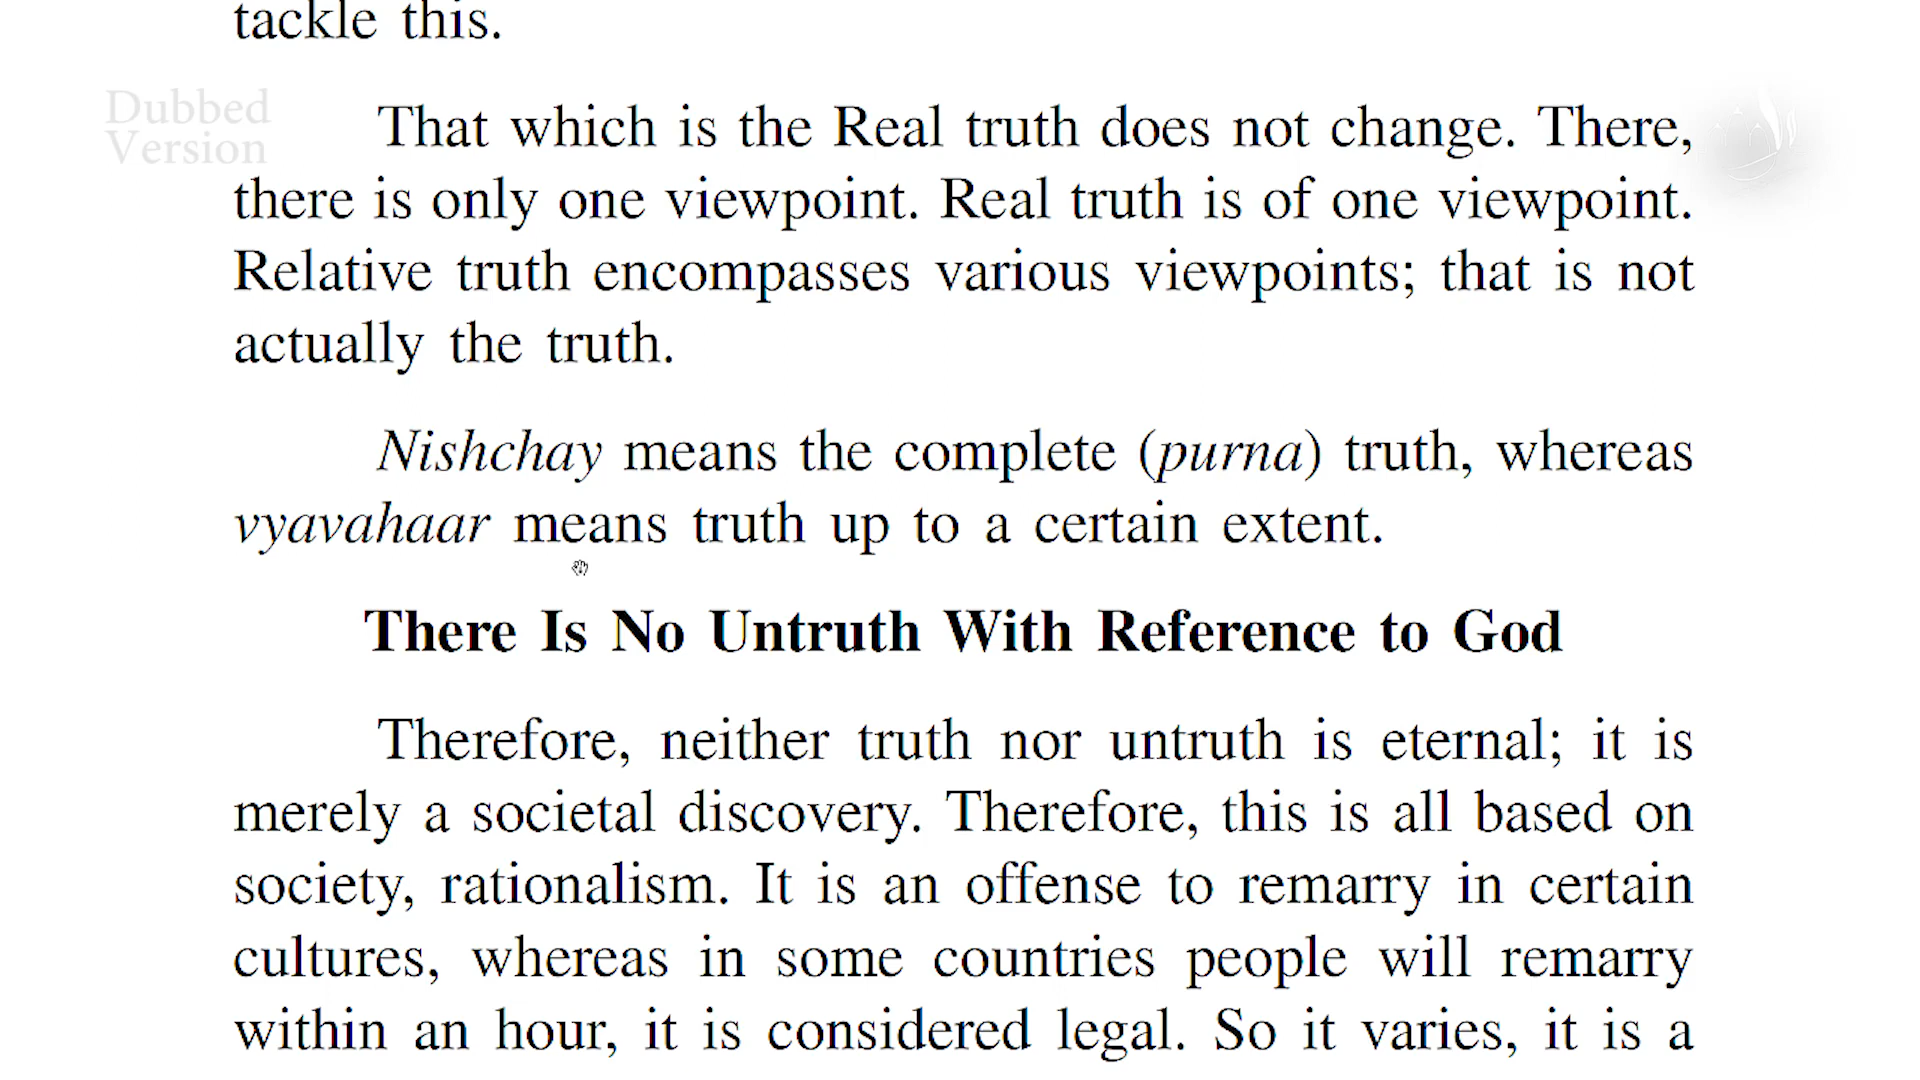 tackle this.
Dubbed
Version
That which is the Real truth does not change. There,
there is only one viewpoint. Real truth is of one viewpoint.
Relative truth encompasses various viewpoints; that is not
actually the truth.
Nishchay means the complete (purna) truth, whereas
vyavahaar means truth up to a certain extent.
There Is No Untruth With Reference to God
Therefore, neither truth nor untruth is eternal; it is
merely a societal discovery. Therefore, this is all based on
society, rationalism. It is an offense to remarry in certain
cultures, whereas in some countries people will remarry
within an hour, it is considered legal. So it varies, it is a